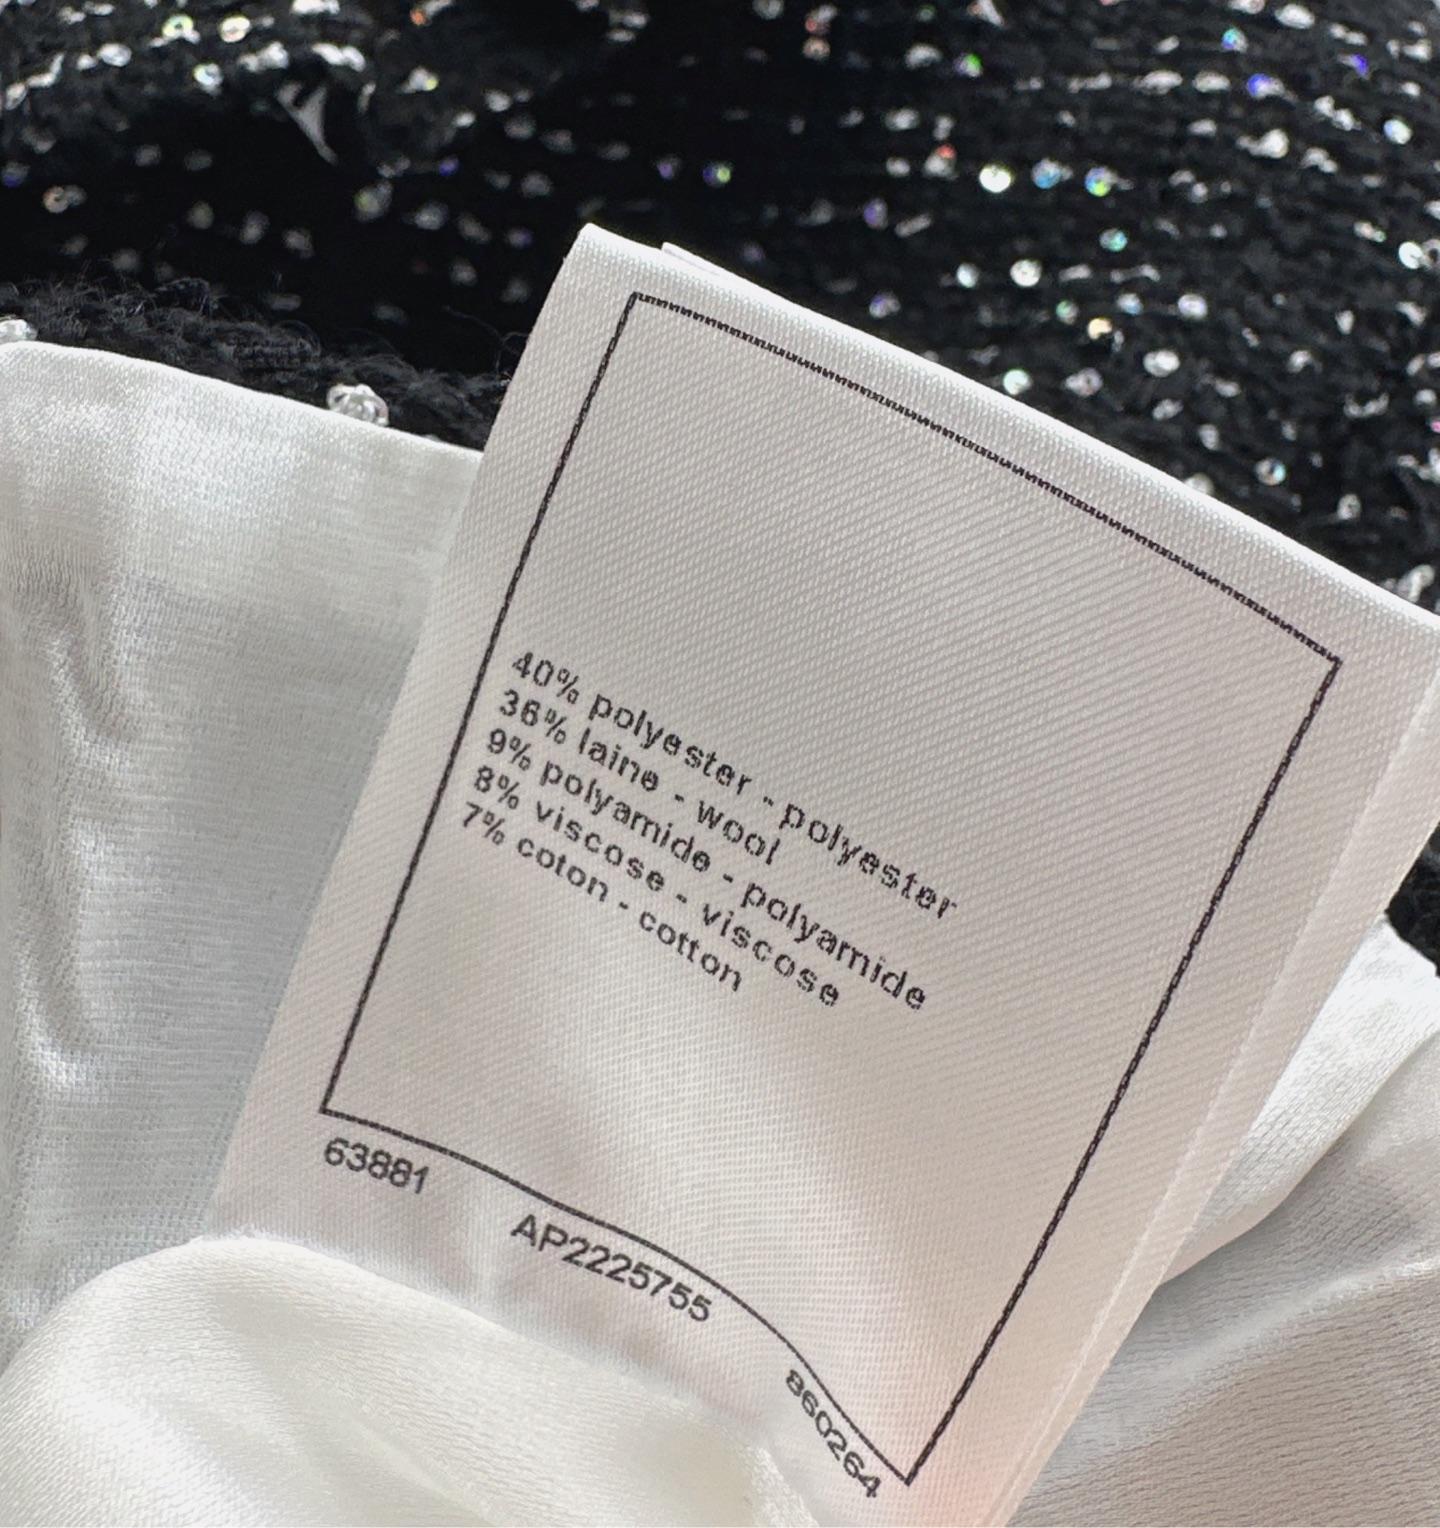 40% polyester - polyester
36% laine - wool
9% polyamide - polyamide
8% viscose - viscose
7% coton - cotton
63881
AP2225755
860264